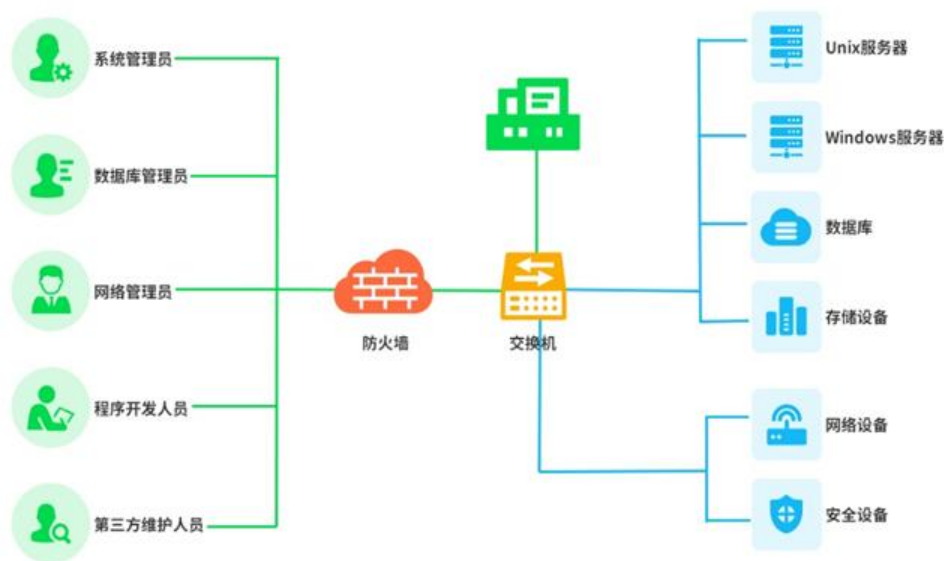 系统管理员
数据库管理员
网络管理员
程序开发人员
第三方维护人员
防火墙
交换机
Unix服务器
Windows服务器
数据库
存储设备
网络设备
安全设备